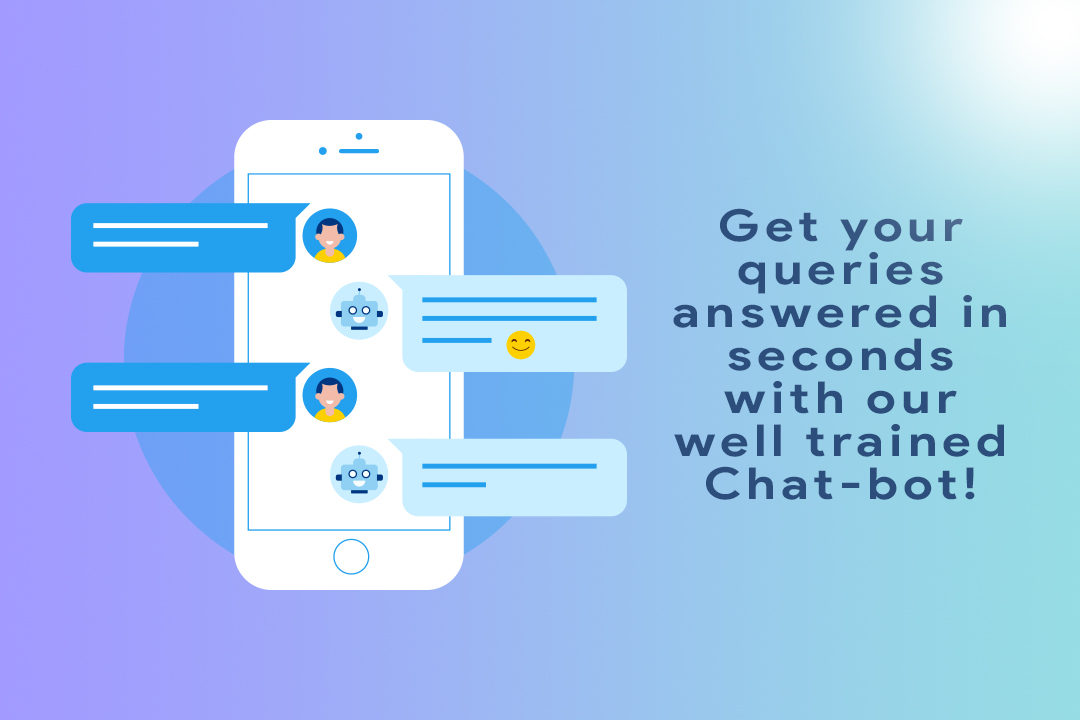 Get your
queries
answered in
seconds
with our
well trained
Chat-bot!